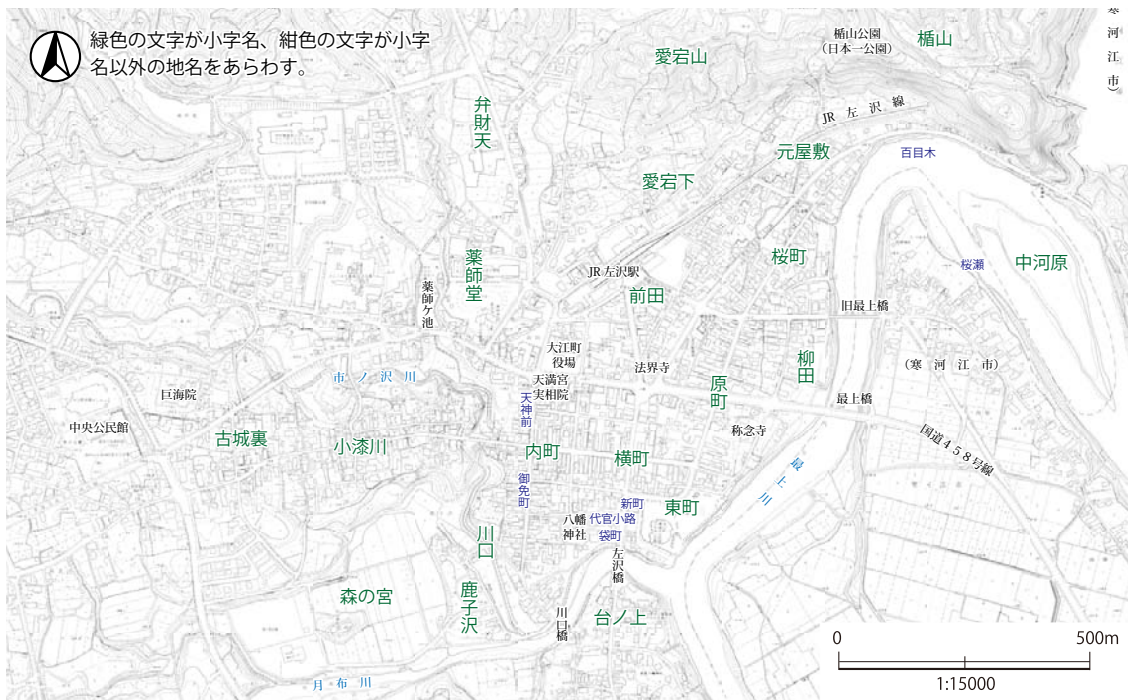 緑色の文字が小字名、紺色の文字が小字
名以外の地名をあらわす。
愛宕山
楯山公園
（日本一公園）
楯山
寒河江市）
弁財天
JR 左 沢 線
元屋敷
百目木
愛宕下
薬師堂
桜町
桜瀬
中河原
JR 左沢駅
薬師ケ池
前田
旧最上橋
大江町
役場
法界寺
柳田
（寒 河 江 市）
市 ノ 沢 川
天満宮
実相院
原町
巨海院
天神前
最上橋
中央公民館
古城裏
小漆川
内町
横町
称念寺
国道４５８号線
最 上 川
御免町
新町
東町
八幡
神社
代官小路
袋町
川口
左沢橋
森の宮
鹿子沢
川口橋
台ノ上
月 布 川
0
500m
1:15000